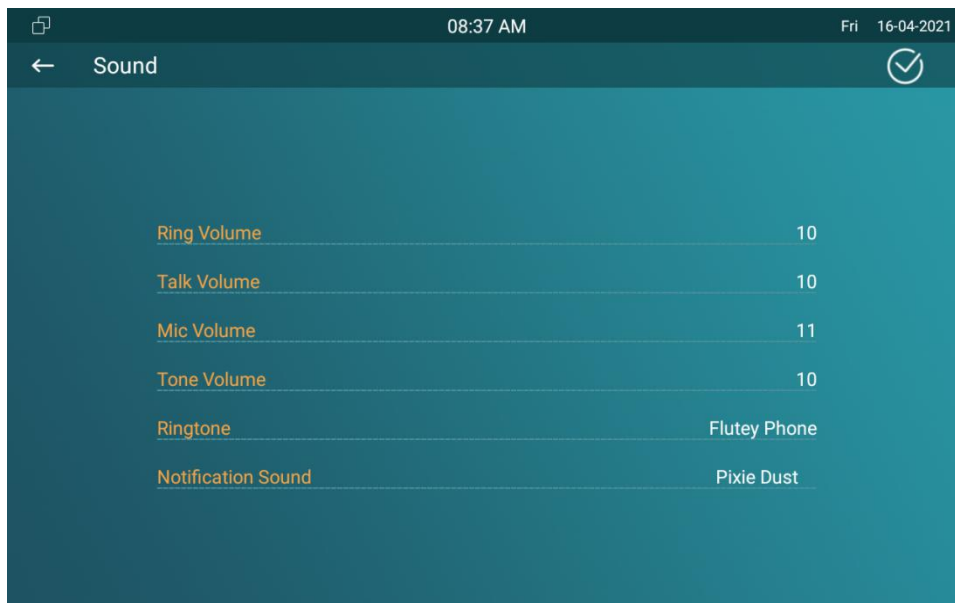 08:37 AM Fri 16-04-2021
Sound
Ring Volume 10
Talk Volume 10
Mic Volume 11
Tone Volume 10
Ringtone Flutey Phone
Notification Sound Pixie Dust